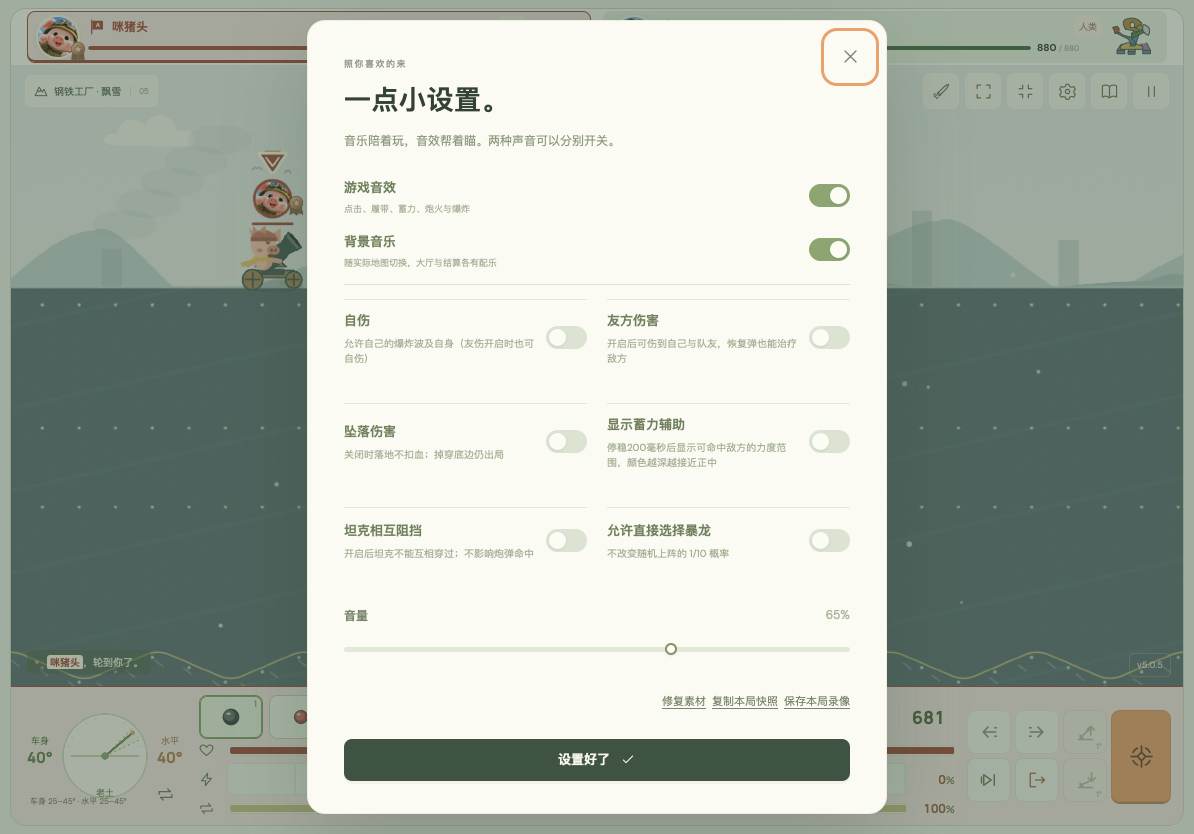 咪猪头
人类
880 / 880
钢铁工厂 · 飘雪 05
照你喜欢的来
一点小设置。
音乐陪着玩，音效帮着瞄。两种声音可以分别开关。
游戏音效
点击、履带、蓄力、炮火与爆炸
背景音乐
随实际地图切换，大厅与结算各有配乐
自伤
允许自己的爆炸波及自身（友伤开启时也可
自伤）
友方伤害
开启后可伤到自己与队友，恢复弹也能治疗
敌方
坠落伤害
关闭时落地不扣血；掉穿底边仍出局
显示蓄力辅助
停稳200毫秒后显示可命中敌方的力度范
围，颜色越深越接近正中
坦克相互阻挡
开启后坦克不能互相穿过；不影响炮弹命中
允许直接选择暴龙
不改变随机上阵的 1/10 概率
音量
65%
修复素材 复制本局快照 保存本局录像
设置好了
咪猪头，轮到你了。
v5.0.5
1
681
车身
40°
水平
40°
老土
车身 25–45° · 水平 25–45°
1°
0%
1°
100%